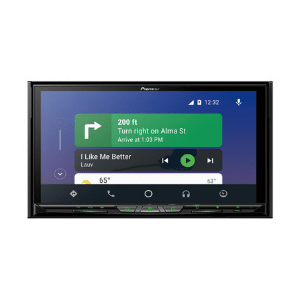 Pioneer
12:32
200 ft
Turn right on Alma St
Arrive at 1:03 PM
I Like Me Better
Lauv
65°
62°